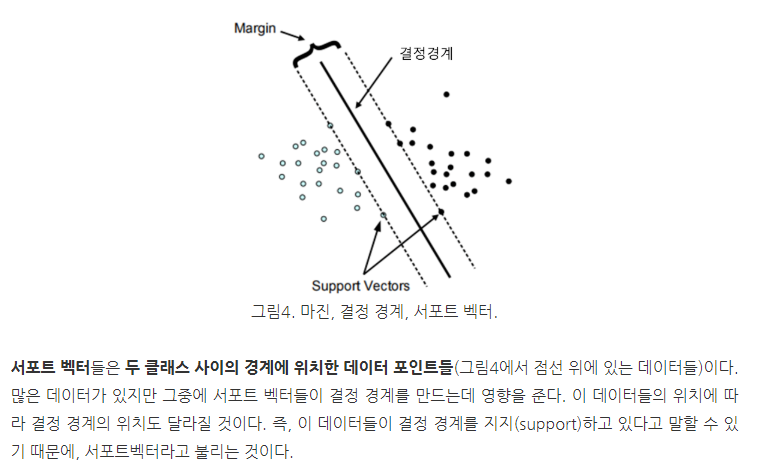 Margin
결정경계
Support Vectors
그림4. 마진, 결정 경계, 서포트 벡터.
서포트 벡터들은 두 클래스 사이의 경계에 위치한 데이터 포인트들(그림4에서 점선 위에 있는 데이터들)이다.
많은 데이터가 있지만 그중에 서포트 벡터들이 결정 경계를 만드는데 영향을 준다. 이 데이터들의 위치에 따
라 결정 경계의 위치도 달라질 것이다. 즉, 이 데이터들이 결정 경계를 지지(support)하고 있다고 말할 수 있
기 때문에, 서포트벡터라고 불리는 것이다.